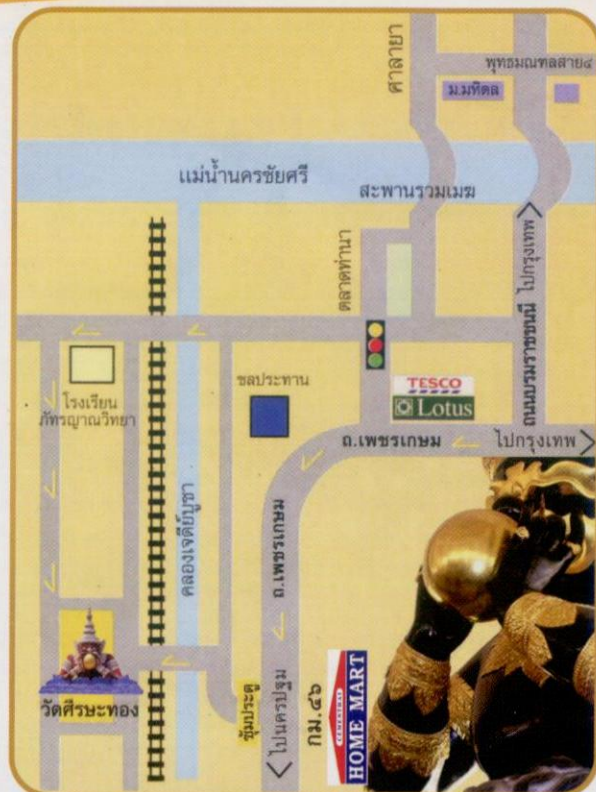 ศาลายา
พุทธมณฑลสาย๔
ม.มหิดล
แม่น้ำนครชัยศรี
สะพานรวมเมฆ
ตลาดท่านา
ถนนบรมราชชนนี ไปกรุงเทพ
โรงเรียน
ภัทรญาณวิทยา
ชลประทาน
TESCO
Lotus
ถ.เพชรเกษม
ไปกรุงเทพ
คลองเจดีย์บูชา
ถ.เพชรเกษม
วัดศีรษะทอง
ซุ้มประตู
ไปนครปฐม
กม.๔๖
CEMENTHAI
HOME MART